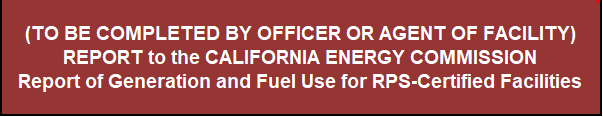 (TO BE COMPLETED BY OFFICER OR AGENT OF FACILITY)
REPORT to the CALIFORNIA ENERGY COMMISSION
Report of Generation and Fuel Use for RPS-Certified Facilities